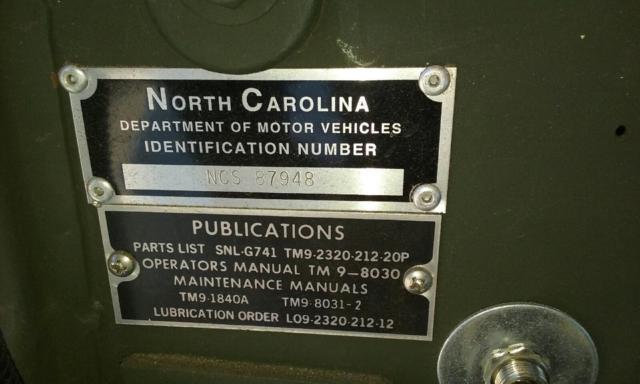 NORTH CAROLINA
DEPARTMENT OF MOTOR VEHICLES
IDENTIFICATION NUMBER
NCS 87948
PUBLICATIONS
PARTS LIST SNL-G741 TM9-2320-212-20P
OPERATORS MANUAL TM 9-8030
MAINTENANCE MANUALS
TM9-1840A TM9-8031-2
LUBRICATION ORDER LO9-2320-212-12